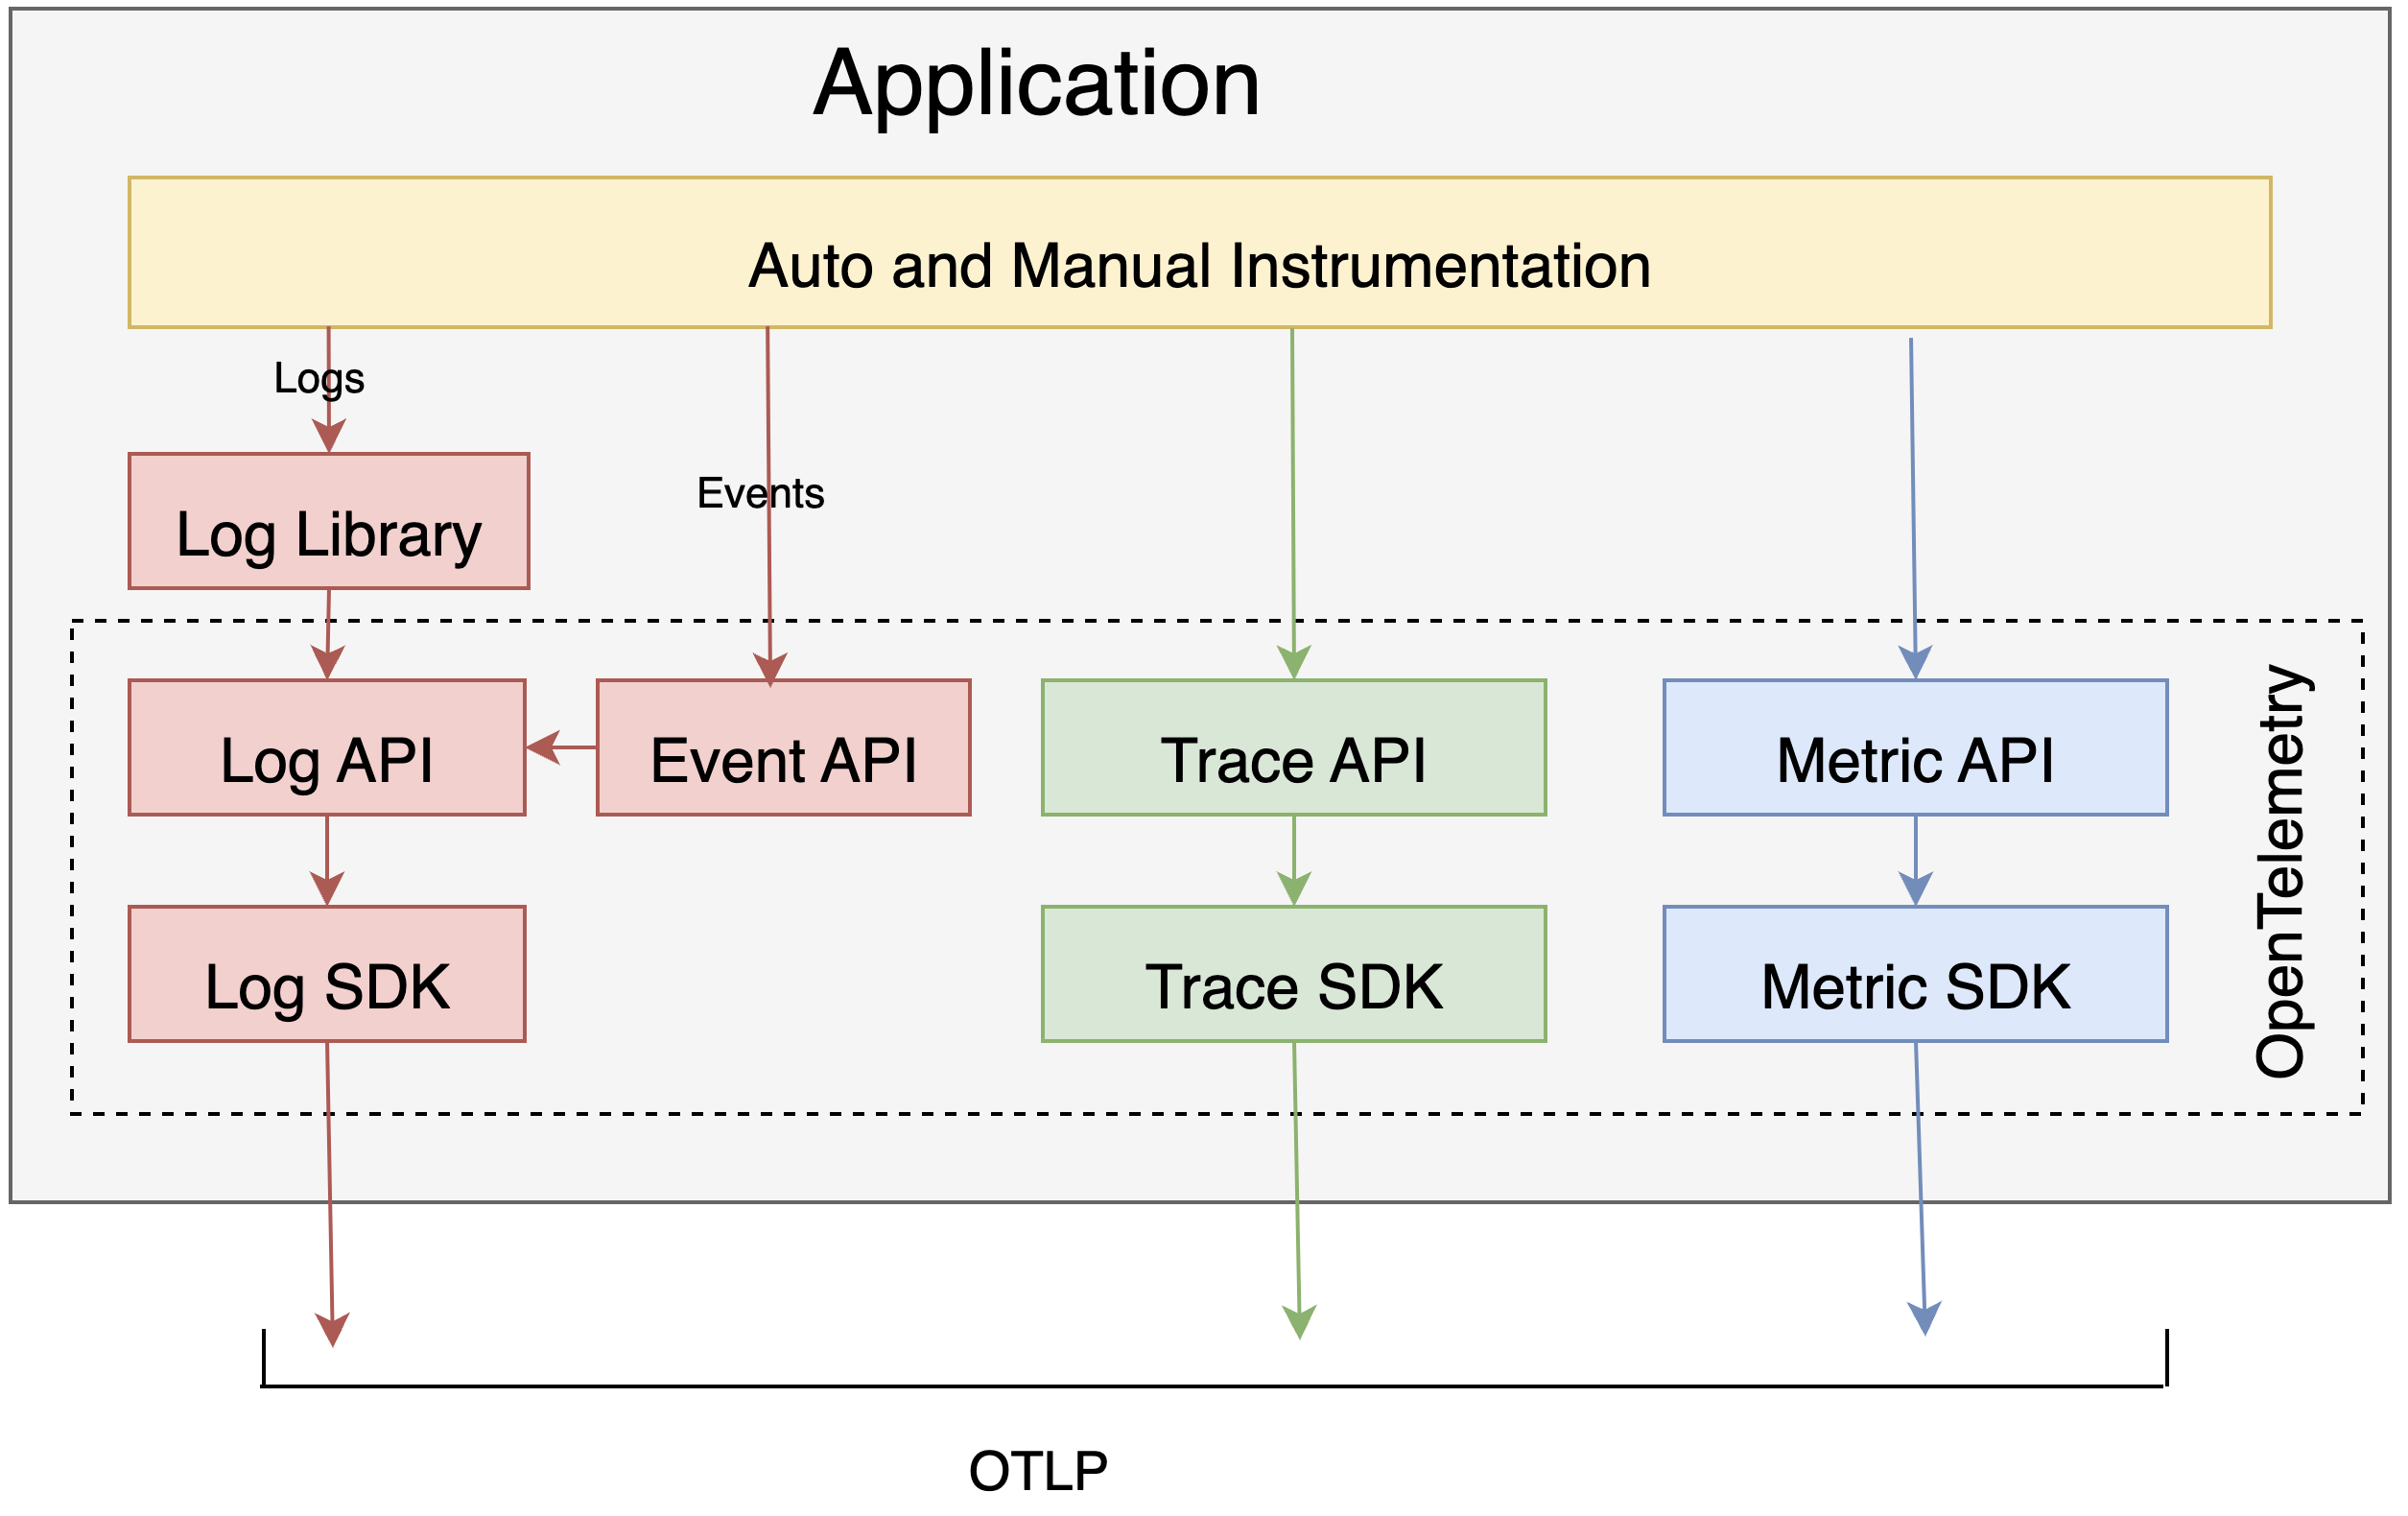 Application
Auto and Manual Instrumentation
Logs
Events
Log Library
Log API
Event API
Trace API
Metric API
Log SDK
Trace SDK
Metric SDK
OpenTelemetry
OTLP